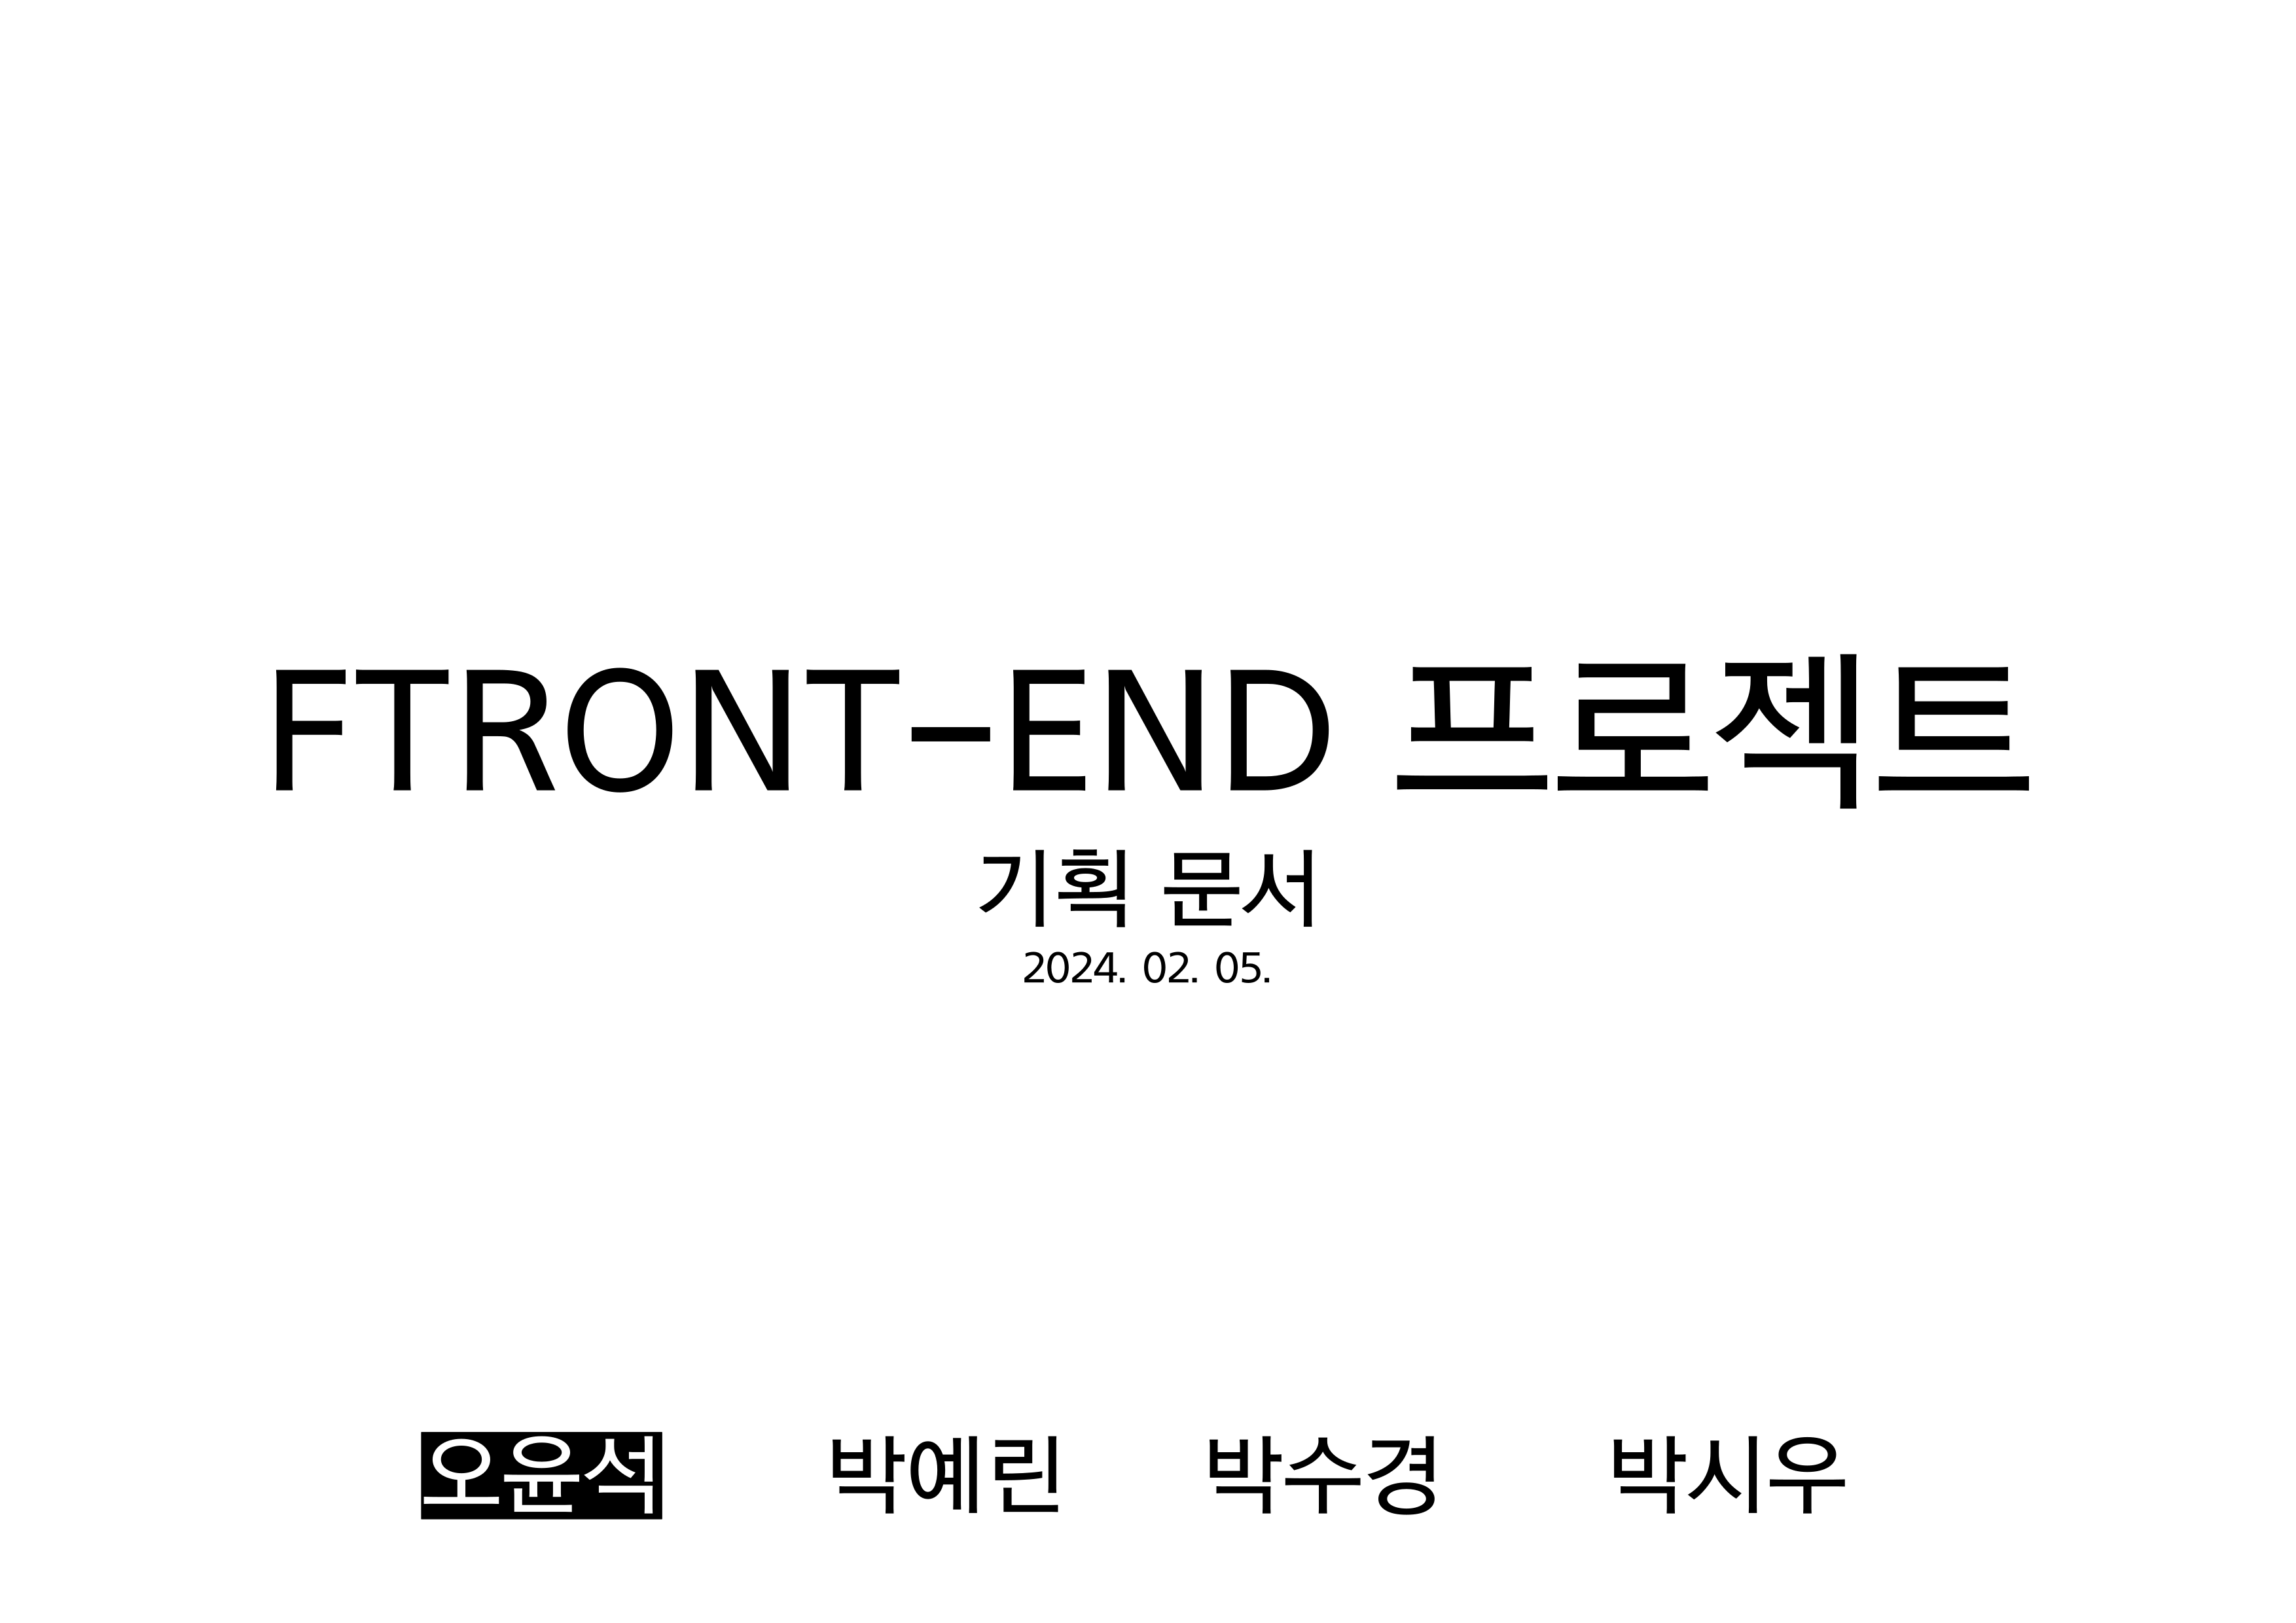 FTRONT-END 프로젝트
기획 문서
2024. 02. 05.
오윤석 박예린 박수경 박시우